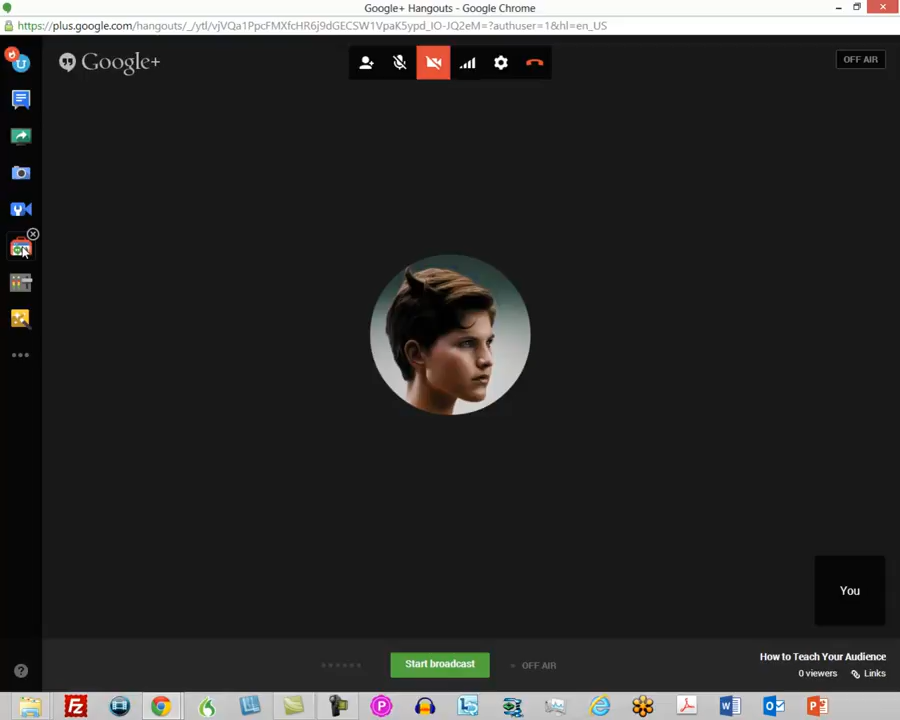 Google+ Hangouts - Google Chrome
https://plus.google.com/hangouts/_/ytl/vjVQa1PpcFMXfcHR6j9dGECSW1VpaK5ypd_IO-JQ2eM=?authuser=1&hl=en_US
Google+
OFF AIR
You
Start broadcast
OFF AIR
How to Teach Your Audience
0 viewers
Links